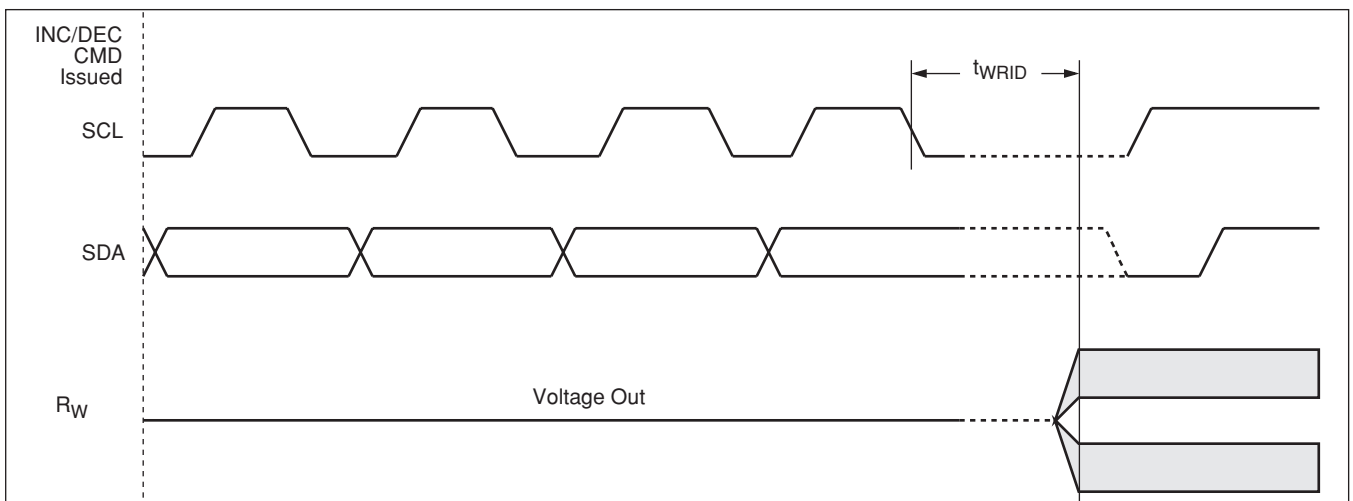 INC/DEC
CMD
Issued
tWRID
SCL
SDA
Voltage Out
RW